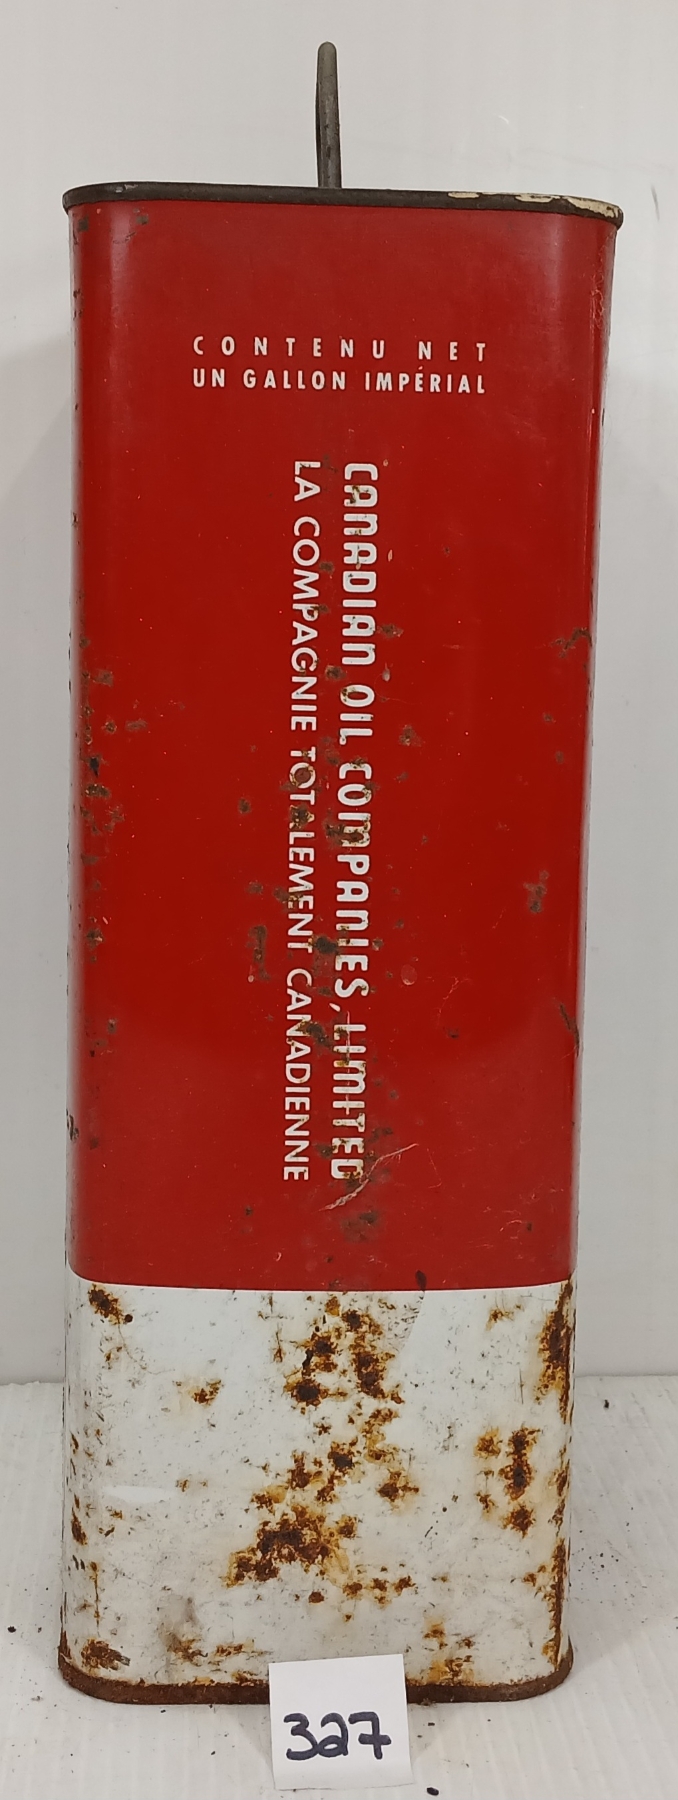 CONTENU NET
UN GALLON IMPÉRIAL
CANADIAN OIL COMPANIES, LIMITED
LA COMPAGNIE TOTALEMENT CANADIENNE
327